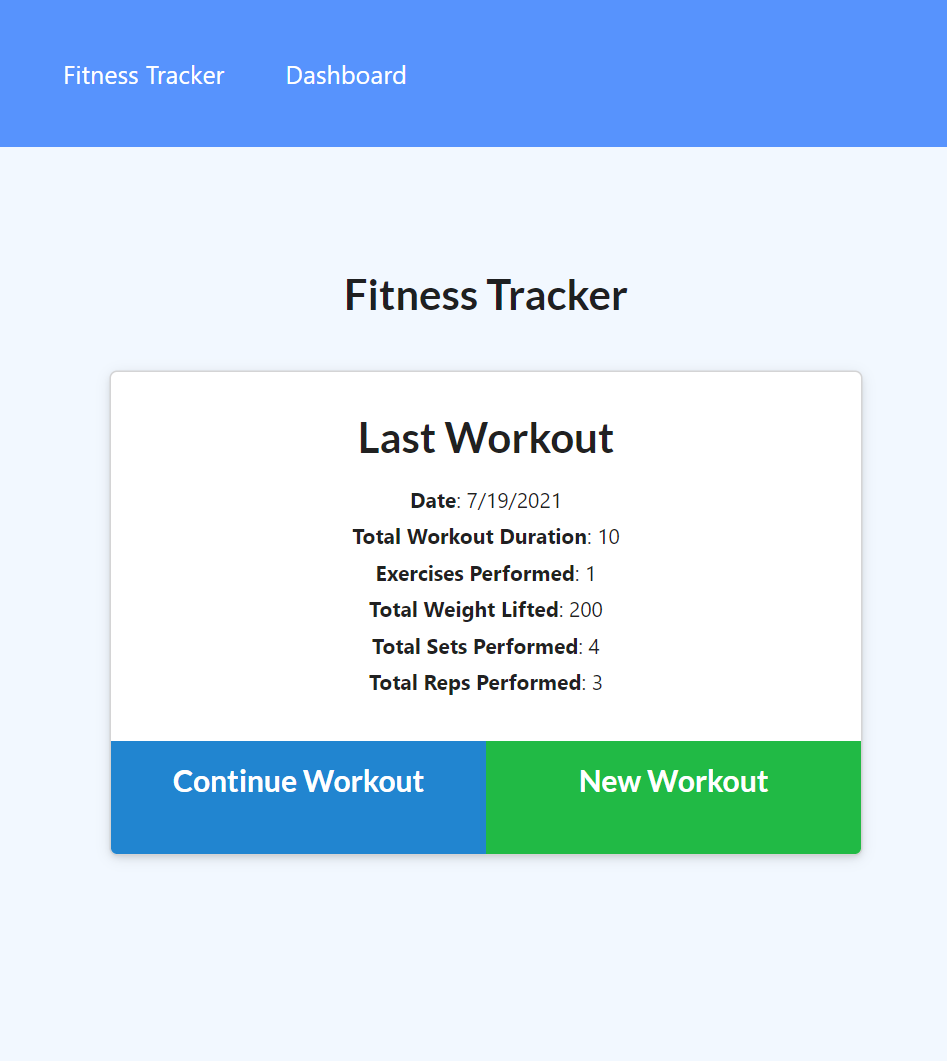 Fitness Tracker Dashboard
Fitness Tracker
Last Workout
Date: 7/19/2021
Total Workout Duration: 10
Exercises Performed: 1
Total Weight Lifted: 200
Total Sets Performed: 4
Total Reps Performed: 3
Continue Workout New Workout